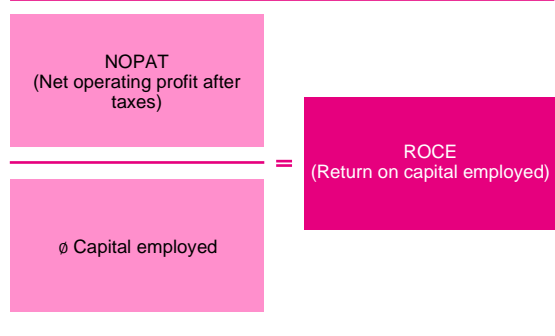 NOPAT
(Net operating profit after
taxes)
=
ROCE
(Return on capital employed)
ø Capital employed